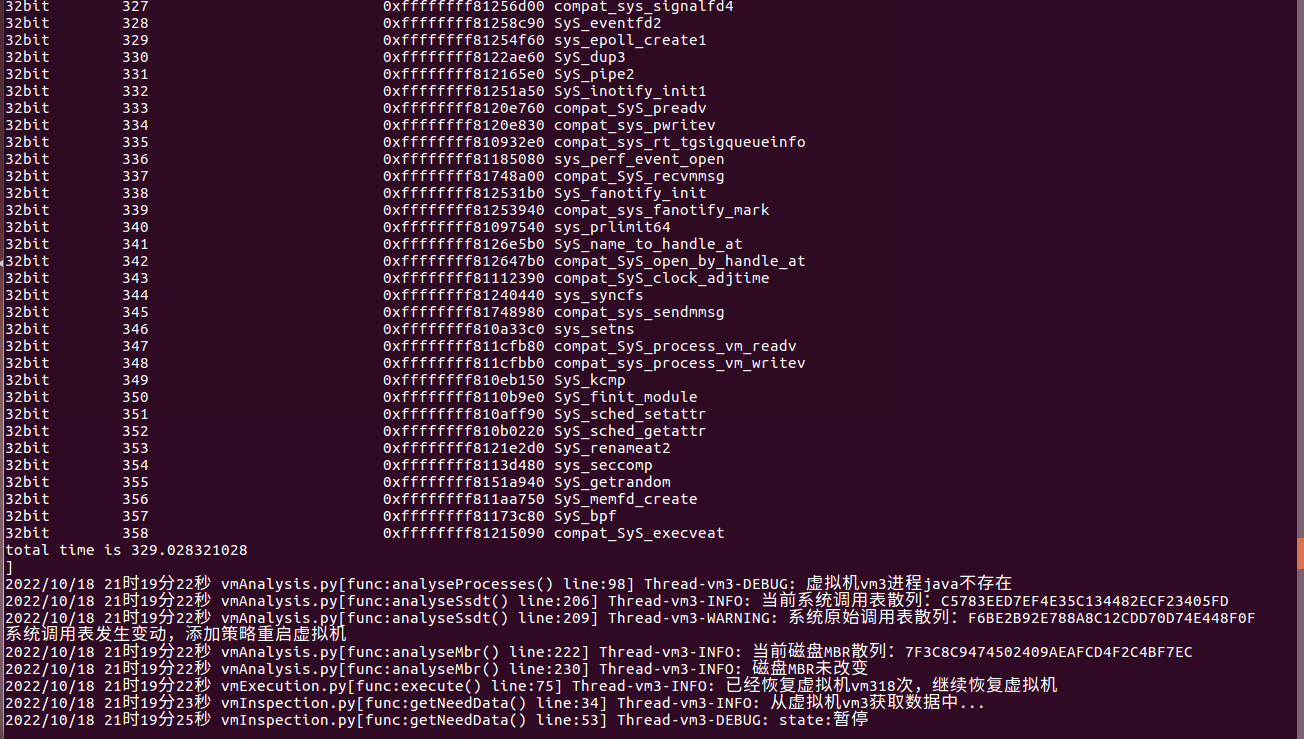 32bit 327 0xffffffff81256d00 compat_sys_signalfd4
32bit 328 0xffffffff81258c90 SyS_eventfd2
32bit 329 0xffffffff81254f60 sys_epoll_create1
32bit 330 0xffffffff8122ae60 SyS_dup3
32bit 331 0xffffffff812165e0 SyS_pipe2
32bit 332 0xffffffff81251a50 SyS_inotify_init1
32bit 333 0xffffffff8120e760 compat_SyS_preadv
32bit 334 0xffffffff8120e830 compat_sys_pwritev
32bit 335 0xffffffff810932e0 compat_sys_rt_tgsigqueueinfo
32bit 336 0xffffffff81185080 sys_perf_event_open
32bit 337 0xffffffff81748a00 compat_SyS_recvmmsg
32bit 338 0xffffffff812531b0 SyS_fanotify_init
32bit 339 0xffffffff81253940 compat_sys_fanotify_mark
32bit 340 0xffffffff81097540 sys_prlimit64
32bit 341 0xffffffff8126e5b0 SyS_name_to_handle_at
32bit 342 0xffffffff812647b0 compat_SyS_open_by_handle_at
32bit 343 0xffffffff81112390 compat_SyS_clock_adjtime
32bit 344 0xffffffff81240440 sys_syncfs
32bit 345 0xffffffff81748980 compat_sys_sendmmsg
32bit 346 0xffffffff810a33c0 sys_setns
32bit 347 0xffffffff811cfb80 compat_SyS_process_vm_readv
32bit 348 0xffffffff811cfbb0 compat_sys_process_vm_writev
32bit 349 0xffffffff810eb150 SyS_kcmp
32bit 350 0xffffffff8110b9e0 SyS_finit_module
32bit 351 0xffffffff810aff90 SyS_sched_setattr
32bit 352 0xffffffff810b0220 SyS_sched_getattr
32bit 353 0xffffffff8121e2d0 SyS_renameat2
32bit 354 0xffffffff8113d480 sys_seccomp
32bit 355 0xffffffff8151a940 SyS_getrandom
32bit 356 0xffffffff811aa750 SyS_memfd_create
32bit 357 0xffffffff81173c80 SyS_bpf
32bit 358 0xffffffff81215090 compat_SyS_execveat
total time is 329.028321028
]
2022/10/18 21时19分22秒 vmAnalysis.py[func:analyseProcesses() line:98] Thread-vm3-DEBUG: 虚拟机vm3进程java不存在
2022/10/18 21时19分22秒 vmAnalysis.py[func:analyseSsdt() line:206] Thread-vm3-INFO: 当前系统调用表散列: C5783EED7EF4E35C134482ECF23405FD
2022/10/18 21时19分22秒 vmAnalysis.py[func:analyseSsdt() line:209] Thread-vm3-WARNING: 系统原始调用表散列: F6BE2B92E788A8C12CDD70D74E448F0F
系统调用表发生变动，添加策略重启虚拟机
2022/10/18 21时19分22秒 vmAnalysis.py[func:analyseMbr() line:222] Thread-vm3-INFO: 当前磁盘MBR散列: 7F3C8C9474502409AEAFCD4F2C4BF7EC
2022/10/18 21时19分22秒 vmAnalysis.py[func:analyseMbr() line:230] Thread-vm3-INFO: 磁盘MBR未改变
2022/10/18 21时19分22秒 vmExecution.py[func:execute() line:75] Thread-vm3-INFO: 已经恢复虚拟机vm318次，继续恢复虚拟机
2022/10/18 21时19分23秒 vmInspection.py[func:getNeedData() line:34] Thread-vm3-INFO: 从虚拟机vm3获取数据中...
2022/10/18 21时19分25秒 vmInspection.py[func:getNeedData() line:53] Thread-vm3-DEBUG: state:暂停